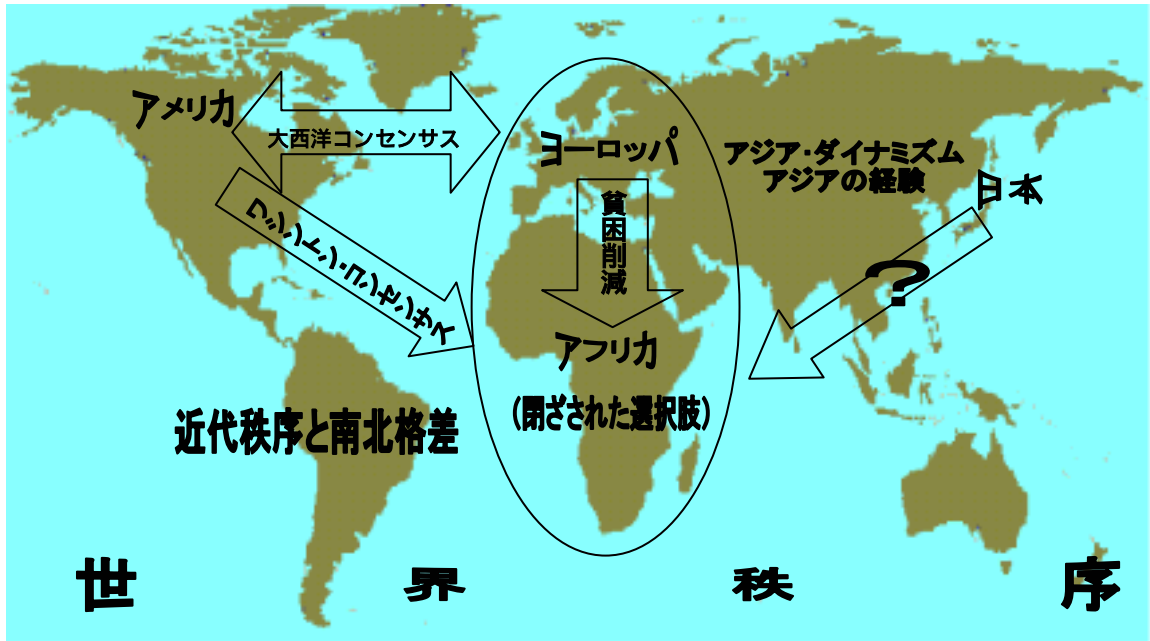 アメリカ
大西洋コンセンサス
ヨーロッパ
アジア・ダイナミズム
アジアの経験
日本
ワシントン・コンセンサス
貧困削減
?
アフリカ
(閉ざされた選択肢)
近代秩序と南北格差
世界秩序